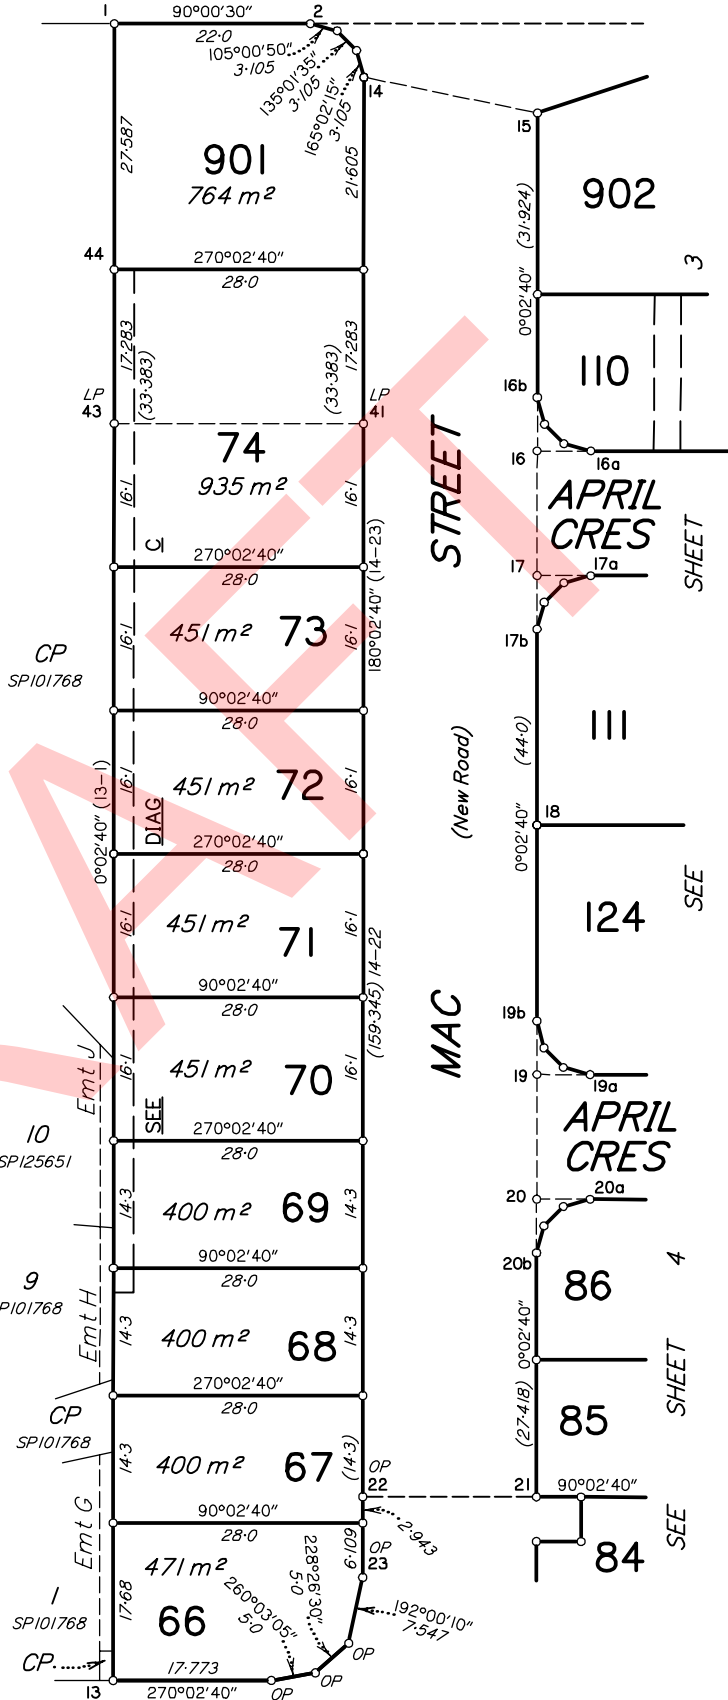 1
90°00'30"
2
22·0
105°00'50"
3·105
135°01'35"
3·105
165°02'15"
3·105
14
15
27·587
901
764 m²
21·605
902
(31·924)
3
44
270°02'40"
28·0
0°02'40"
17·283
(33·383)
17·283
(33·383)
110
16b
LP
43
LP
41
74
935 m²
16
16a
STREET
APRIL
CRES
16·1
16·1
C
270°02'40"
28·0
180°02'40" (14–23)
17
17a
SHEET
CP
SP101768
451 m²
73
16·1
16·1
17b
90°02'40"
28·0
(44·0)
111
(New Road)
0°02'40" (13–1)
16·1
451 m²
72
16·1
DIAG
18
0°02'40"
270°02'40"
28·0
SEE
16·1
451 m²
71
16·1
124
(159·345) 14–22
90°02'40"
28·0
MAC
19b
Emt J
16·1
451 m²
70
16·1
19
19a
SEE
10
SP125651
270°02'40"
28·0
APRIL
CRES
14·3
400 m²
69
14·3
20
20a
90°02'40"
28·0
20b
4
9
P101768
Emt H
14·3
400 m²
68
14·3
86
0°02'40"
270°02'40"
28·0
SHEET
CP
SP101768
14·3
400 m²
67
(14·3)
85
(27·418)
OP
22
21
90°02'40"
90°02'40"
28·0
2·943
SEE
Emt G
471 m²
6·109
OP
23
84
228°26'30"
5·0
260°03'05"
5·0
192°00'10"
7·547
1
SP101768
17·68
66
OP
CP
17·773
13
270°02'40"
OP
OP
AFT